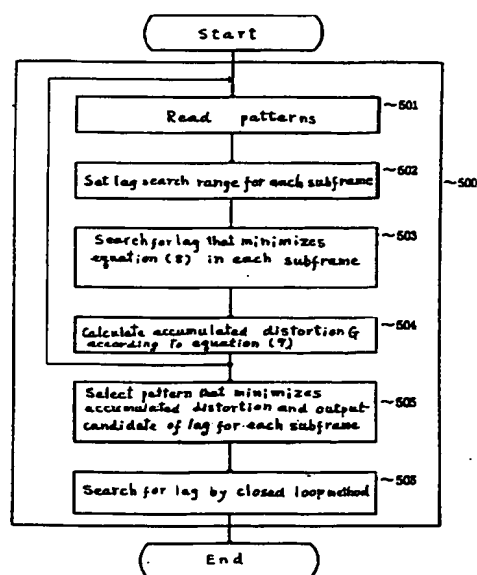 Start
Read patterns
~501
Set lag search range for each subframe
~502
~500
Search for lag that minimizes
equation (8) in each subframe
~503
Calculate accumulated distortion G
according to equation (7)
~504
Select pattern that minimizes
accumulated distortion and output
candidate of lag for each subframe
~505
Search for lag by closed loop method
~506
End